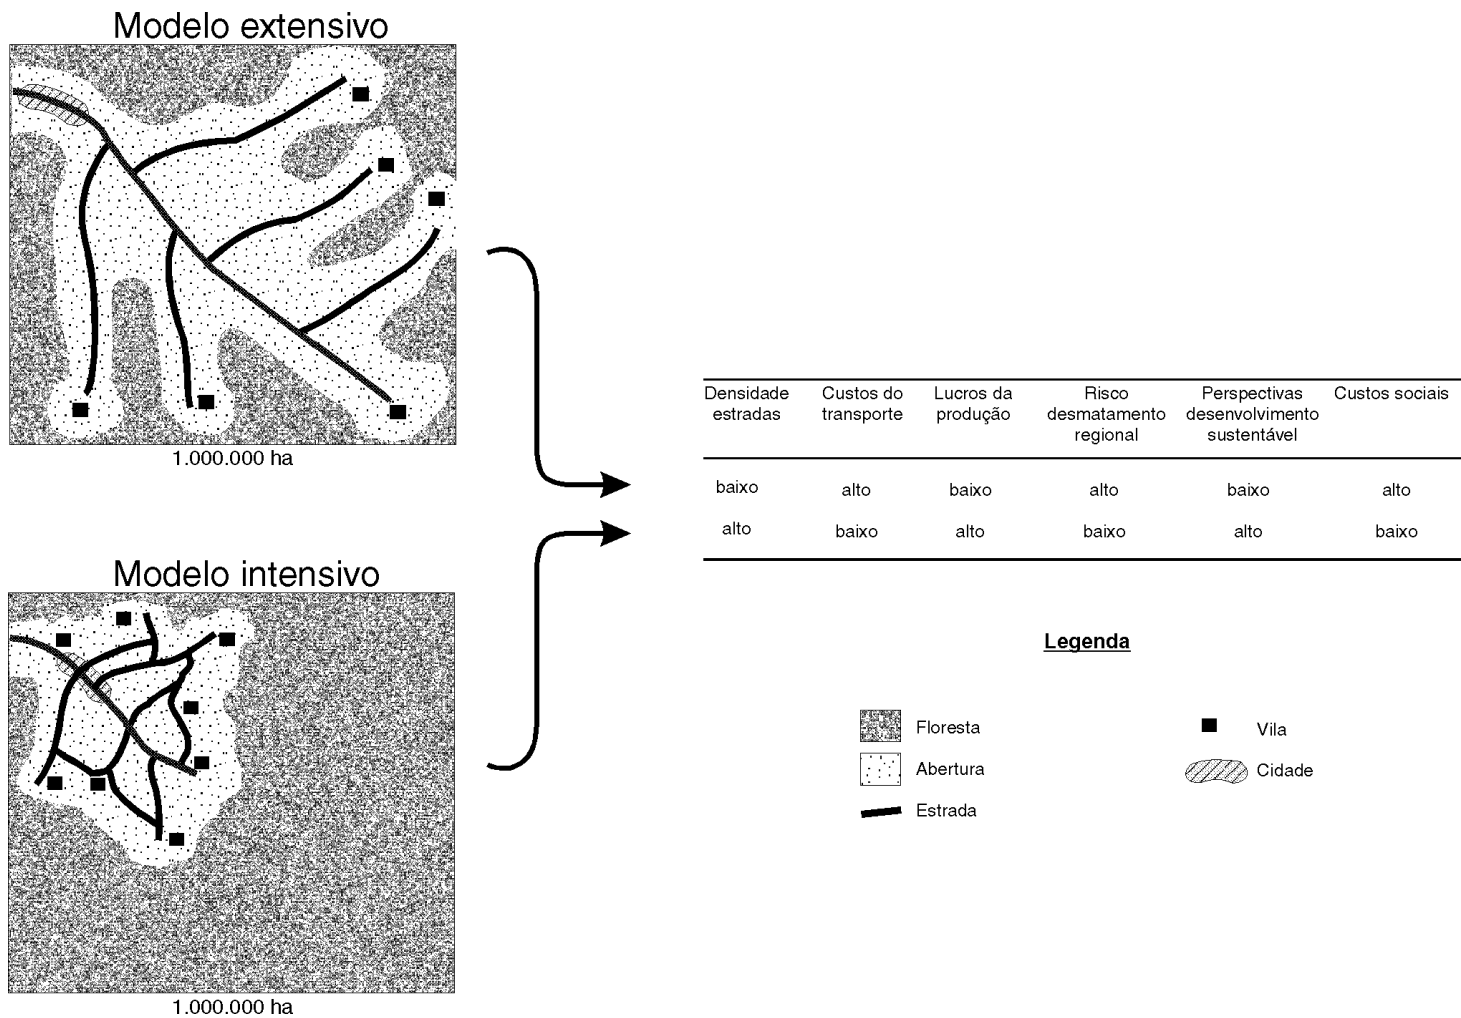 Modelo extensivo
1.000.000 ha
Modelo intensivo
1.000.000 ha
Densidade estradas
Custos do transporte
Lucros da produção
Risco desmatamento regional
Perspectivas desenvolvimento sustentável
Custos sociais
baixo alto baixo alto baixo alto
alto baixo alto baixo alto baixo
Legenda
Floresta
Abertura
Estrada
Vila
Cidade